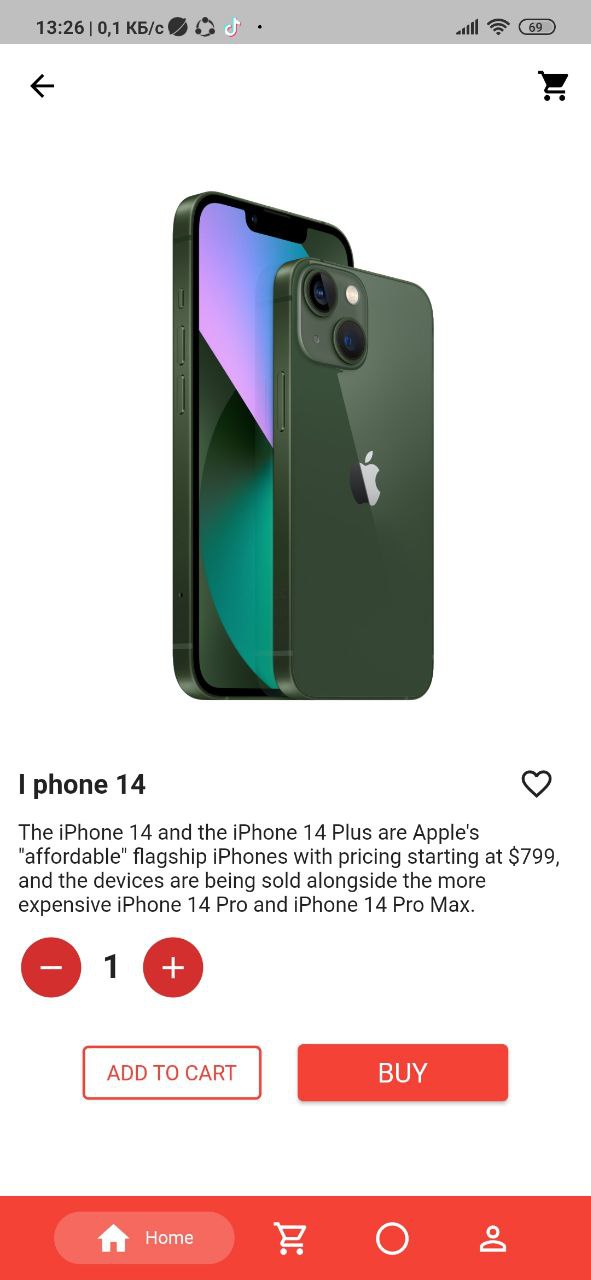 13:26 | 0,1 КБ/с
69
I phone 14
The iPhone 14 and the iPhone 14 Plus are Apple's
"affordable" flagship iPhones with pricing starting at $799,
and the devices are being sold alongside the more
expensive iPhone 14 Pro and iPhone 14 Pro Max.
1
ADD TO CART
BUY
Home